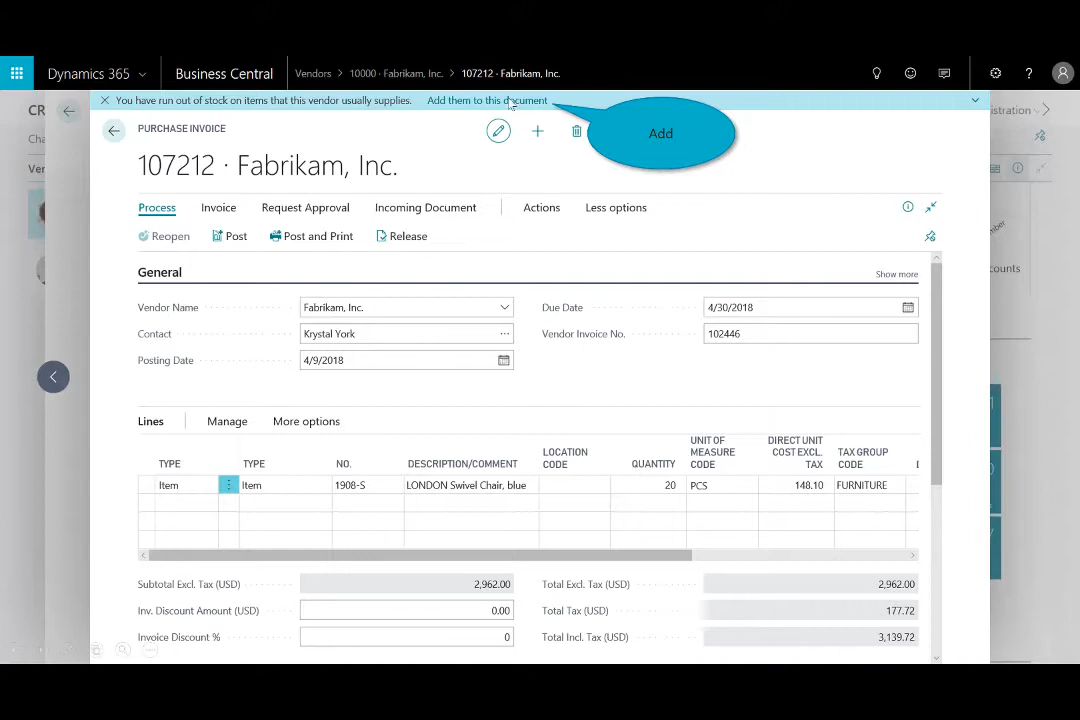 Dynamics 365 Business Central Vendors > 10000 · Fabrikam, Inc. > 107212 · Fabrikam, Inc. ?
You have run out of stock on items that this vendor usually supplies. Add them to this document
CR
istration
Add
PURCHASE INVOICE
Cha
107212 · Fabrikam, Inc.
Ver
Process Invoice Request Approval Incoming Document Actions Less options
Reopen Post Post and Print Release
General Show more
counts
Vendor Name Fabrikam, Inc. Due Date 4/30/2018
Contact Krystal York ... Vendor Invoice No. 102446
Posting Date 4/9/2018
Lines Manage More options
TYPE TYPE NO. DESCRIPTION/COMMENT LOCATION CODE QUANTITY UNIT OF MEASURE CODE DIRECT UNIT COST EXCL. TAX TAX GROUP CODE
Item Item 1908-S LONDON Swivel Chair, blue 20 PCS 148.10 FURNITURE
Subtotal Excl. Tax (USD) 2,962.00 Total Excl. Tax (USD) 2,962.00
Inv. Discount Amount (USD) 0.00 Total Tax (USD) 177.72
Invoice Discount % 0 Total Incl. Tax (USD) 3,139.72